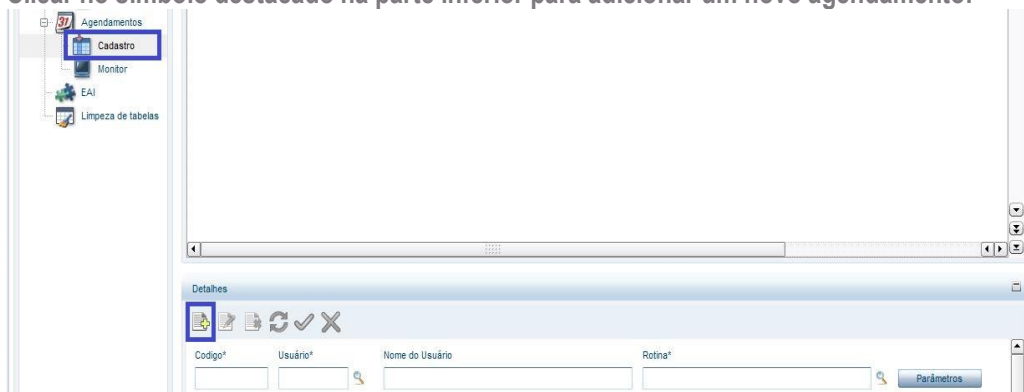 Clicar no símbolo destacado na parte inferior para adicionar um novo agendamento.
31 Agendamentos
Cadastro
Monitor
EAI
Limpeza de tabelas
Detalhes
Codigo* Usuário* Nome do Usuário Rotina*
Parâmetros